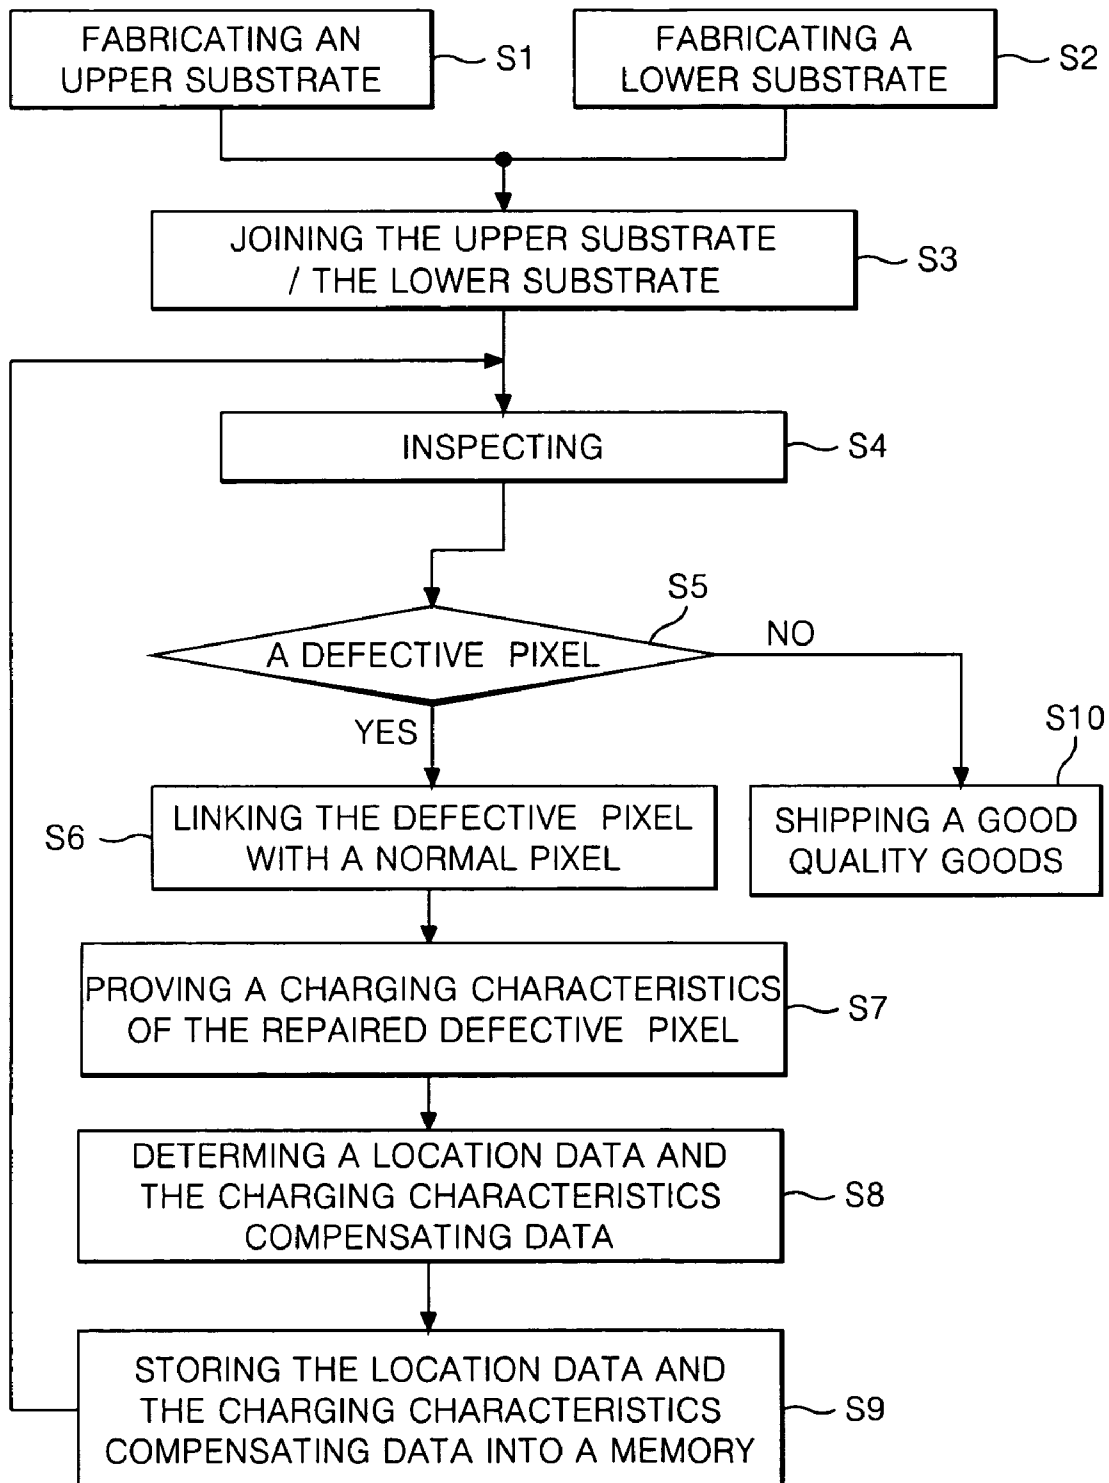 FABRICATING AN
UPPER SUBSTRATE
S1
FABRICATING A
LOWER SUBSTRATE
S2
JOINING THE UPPER SUBSTRATE
/ THE LOWER SUBSTRATE
S3
INSPECTING
S4
S5
A DEFECTIVE PIXEL
NO
YES
S10
S6
LINKING THE DEFECTIVE PIXEL
WITH A NORMAL PIXEL
SHIPPING A GOOD
QUALITY GOODS
PROVING A CHARGING CHARACTERISTICS
OF THE REPAIRED DEFECTIVE PIXEL
S7
DETERMING A LOCATION DATA AND
THE CHARGING CHARACTERISTICS
COMPENSATING DATA
S8
STORING THE LOCATION DATA AND
THE CHARGING CHARACTERISTICS
COMPENSATING DATA INTO A MEMORY
S9